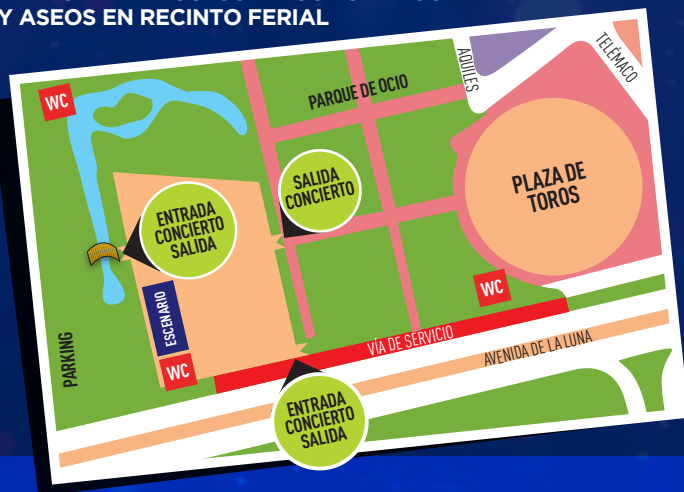 Y ASEOS EN RECINTO FERIAL
WC
PARQUE DE OCIO
AQUILES
TELÉMACO
SALIDA
CONCIERTO
PLAZA DE
TOROS
ENTRADA
CONCIERTO
SALIDA
WC
ESCENARIO
PARKING
WC
VÍA DE SERVICIO
AVENIDA DE LA LUNA
ENTRADA
CONCIERTO
SALIDA